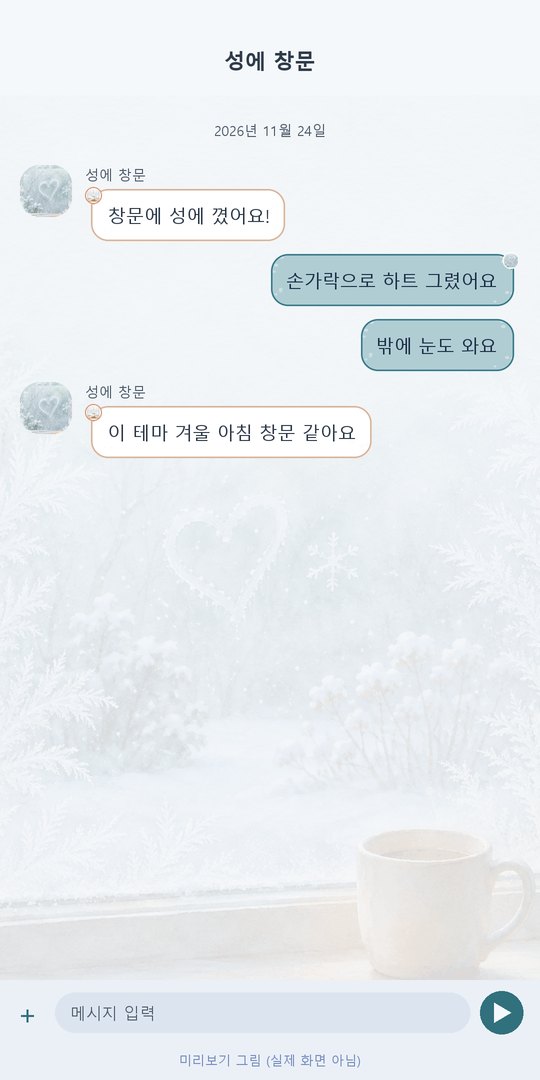 성에 창문
2026년 11월 24일
성에 창문
창문에 성에 꼈어요!
손가락으로 하트 그렸어요
밖에 눈도 와요
성에 창문
이 테마 겨울 아침 창문 같아요
메시지 입력
미리보기 그림 (실제 화면 아님)